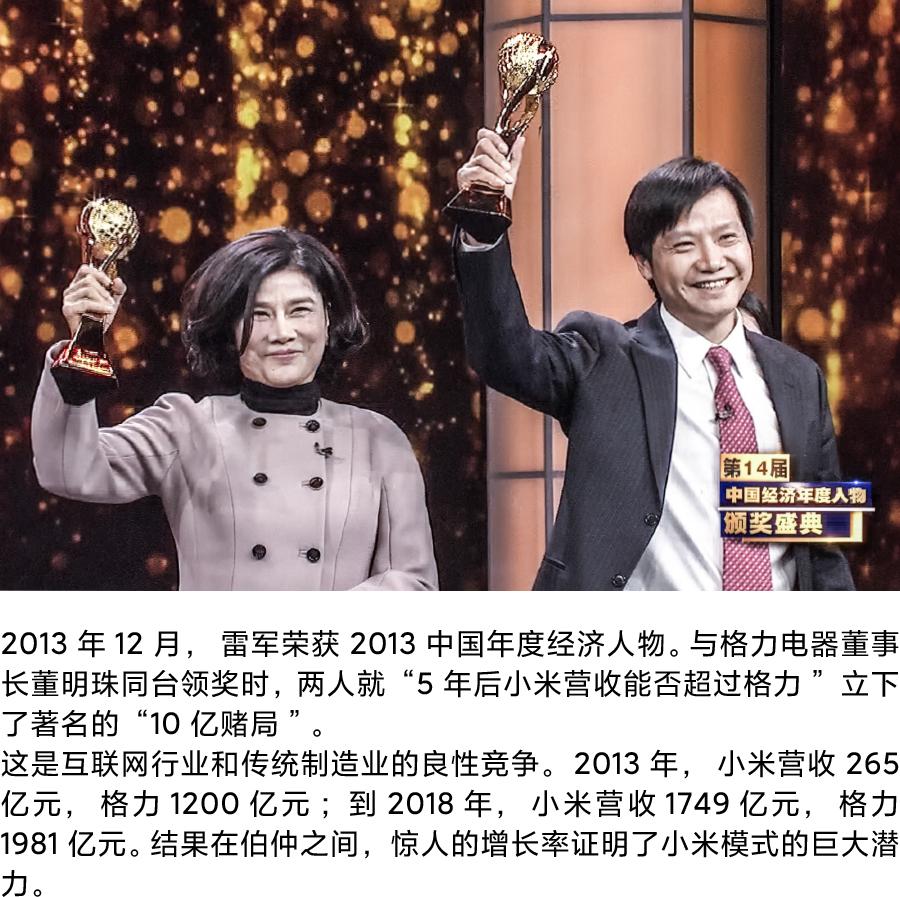 第14届
中国经济年度人物
颁奖盛典
2013 年 12 月， 雷军荣获 2013 中国年度经济人物。与格力电器董事
长董明珠同台领奖时，两人就“5 年后小米营收能否超过格力 ”立下
了著名的“10 亿赌局 ”。
这是互联网行业和传统制造业的良性竞争。2013 年， 小米营收 265
亿元， 格力 1200 亿元 ；到 2018 年， 小米营收 1749 亿元， 格力
1981 亿元。结果在伯仲之间，惊人的增长率证明了小米模式的巨大潜
力。